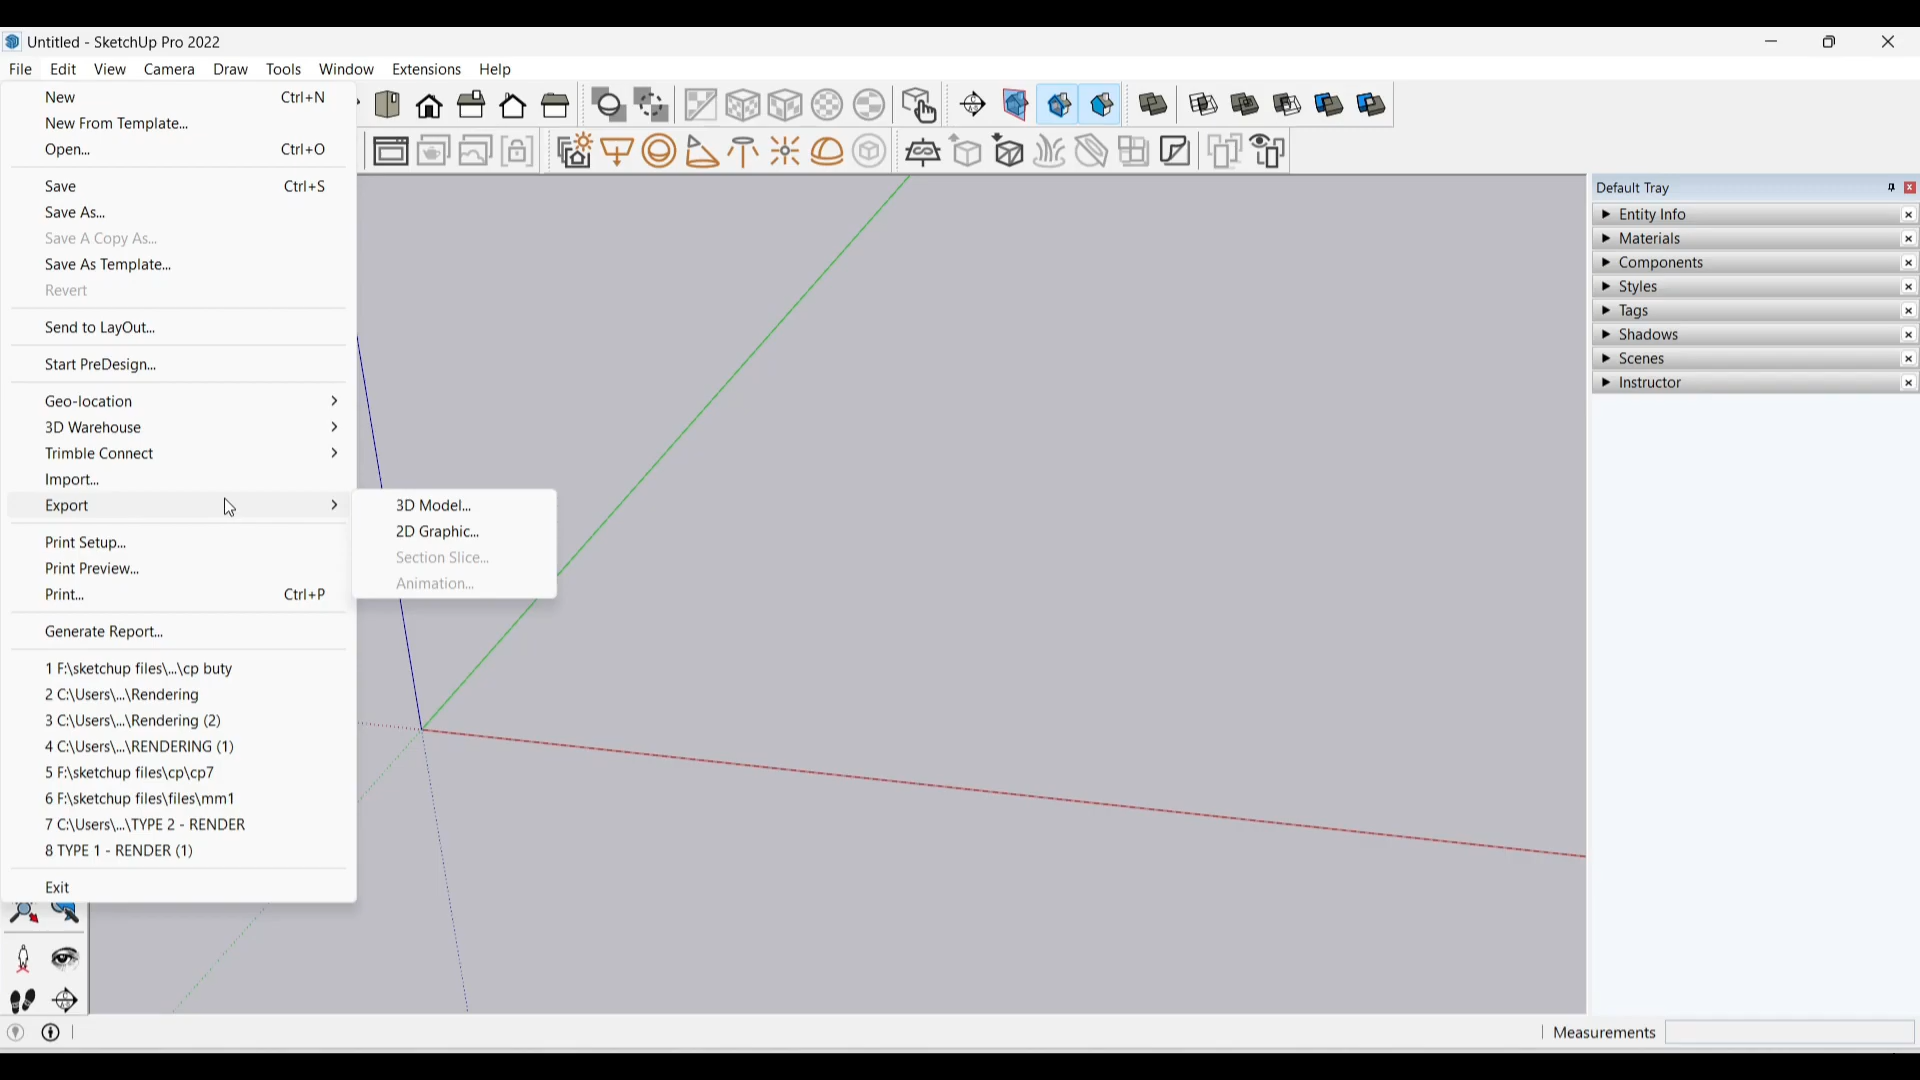 Untitled - SketchUp Pro 2022
File Edit View Camera Draw Tools Window Extensions Help
New Ctrl+N
New From Template...
Open... Ctrl+O
Save Ctrl+S
Save As...
Save A Copy As...
Save As Template...
Revert
Send to LayOut...
Start PreDesign...
Geo-location
3D Warehouse
Trimble Connect
Import...
Export
Print Setup...
Print Preview...
Print... Ctrl+P
Generate Report...
1 F:\sketchup files\...\cp buty
2 C:\Users\...\Rendering
3 C:\Users\...\Rendering (2)
4 C:\Users\...\RENDERING (1)
5 F:\sketchup files\cp\cp7
6 F:\sketchup files\files\mm1
7 C:\Users\...\TYPE 2 - RENDER
8 TYPE 1 - RENDER (1)
Exit
3D Model...
2D Graphic...
Section Slice...
Animation...
Default Tray
Entity Info
Materials
Components
Styles
Tags
Shadows
Scenes
Instructor
Measurements